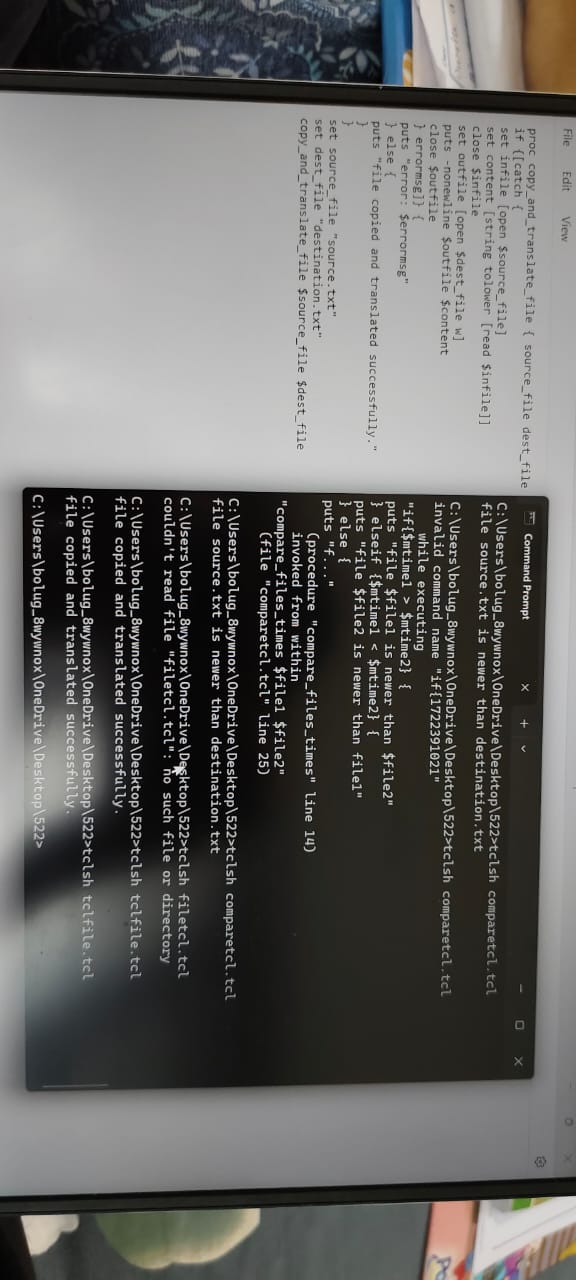 File Edit View
proc copy_and_translate_file { source_file dest_file
if {[catch {
set infile [open $source_file]
set content [string tolower [read $infile]]
close $infile
set outfile [open $dest_file w]
puts -nonewline $outfile $content
close $outfile
} errormsg]} {
puts "error: $errormsg"
} else {
puts "file copied and translated successfully."
}
}
set source_file "source.txt"
set dest_file "destination.txt"
copy_and_translate_file $source_file $dest_file
Command Prompt
C:\Users\bolug_8wywnox\OneDrive\Desktop\522>tclsh comparetcl.tcl
file source.txt is newer than destination.txt
C:\Users\bolug_8wywnox\OneDrive\Desktop\522>tclsh comparetcl.tcl
invalid command name "if{1722391021"
while executing
"if{$mtime1 > $mtime2} {
puts "file $file1 is newer than $file2"
} elseif {$mtime1 < $mtime2} {
puts "file $file2 is newer than file1"
} else {
puts "f..."
(procedure "compare_files_times" line 14)
invoked from within
"compare_files_times $file1 $file2"
(file "comparetcl.tcl" line 25)
C:\Users\bolug_8wywnox\OneDrive\Desktop\522>tclsh comparetcl.tcl
file source.txt is newer than destination.txt
C:\Users\bolug_8wywnox\OneDrive\Desktop\522>tclsh filetcl.tcl
couldn't read file "filetcl.tcl": no such file or directory
C:\Users\bolug_8wywnox\OneDrive\Desktop\522>tclsh tclfile.tcl
file copied and translated successfully.
C:\Users\bolug_8wywnox\OneDrive\Desktop\522>tclsh tclfile.tcl
file copied and translated successfully.
C:\Users\bolug_8wywnox\OneDrive\Desktop\522>